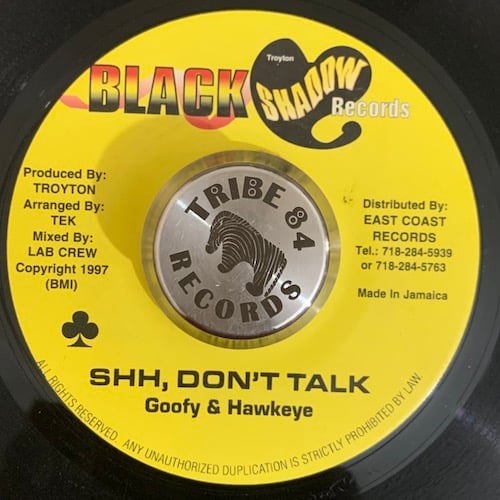 Troyton
BLACK SHADOW
Records
Produced By:
TROYTON
Arranged By:
TEK
Mixed By:
LAB CREW
Copyright 1997
(BMI)
TRIBE 84
RECORDS
Distributed By:
EAST COAST
RECORDS
Tel.: 718-284-5939
or 718-284-5763
Made In Jamaica
SHH, DON'T TALK
Goofy & Hawkeye
ALL RIGHTS RESERVED. ANY UNAUTHORIZED DUPLICATION IS STRICTLY PROHIBITED BY LAW.